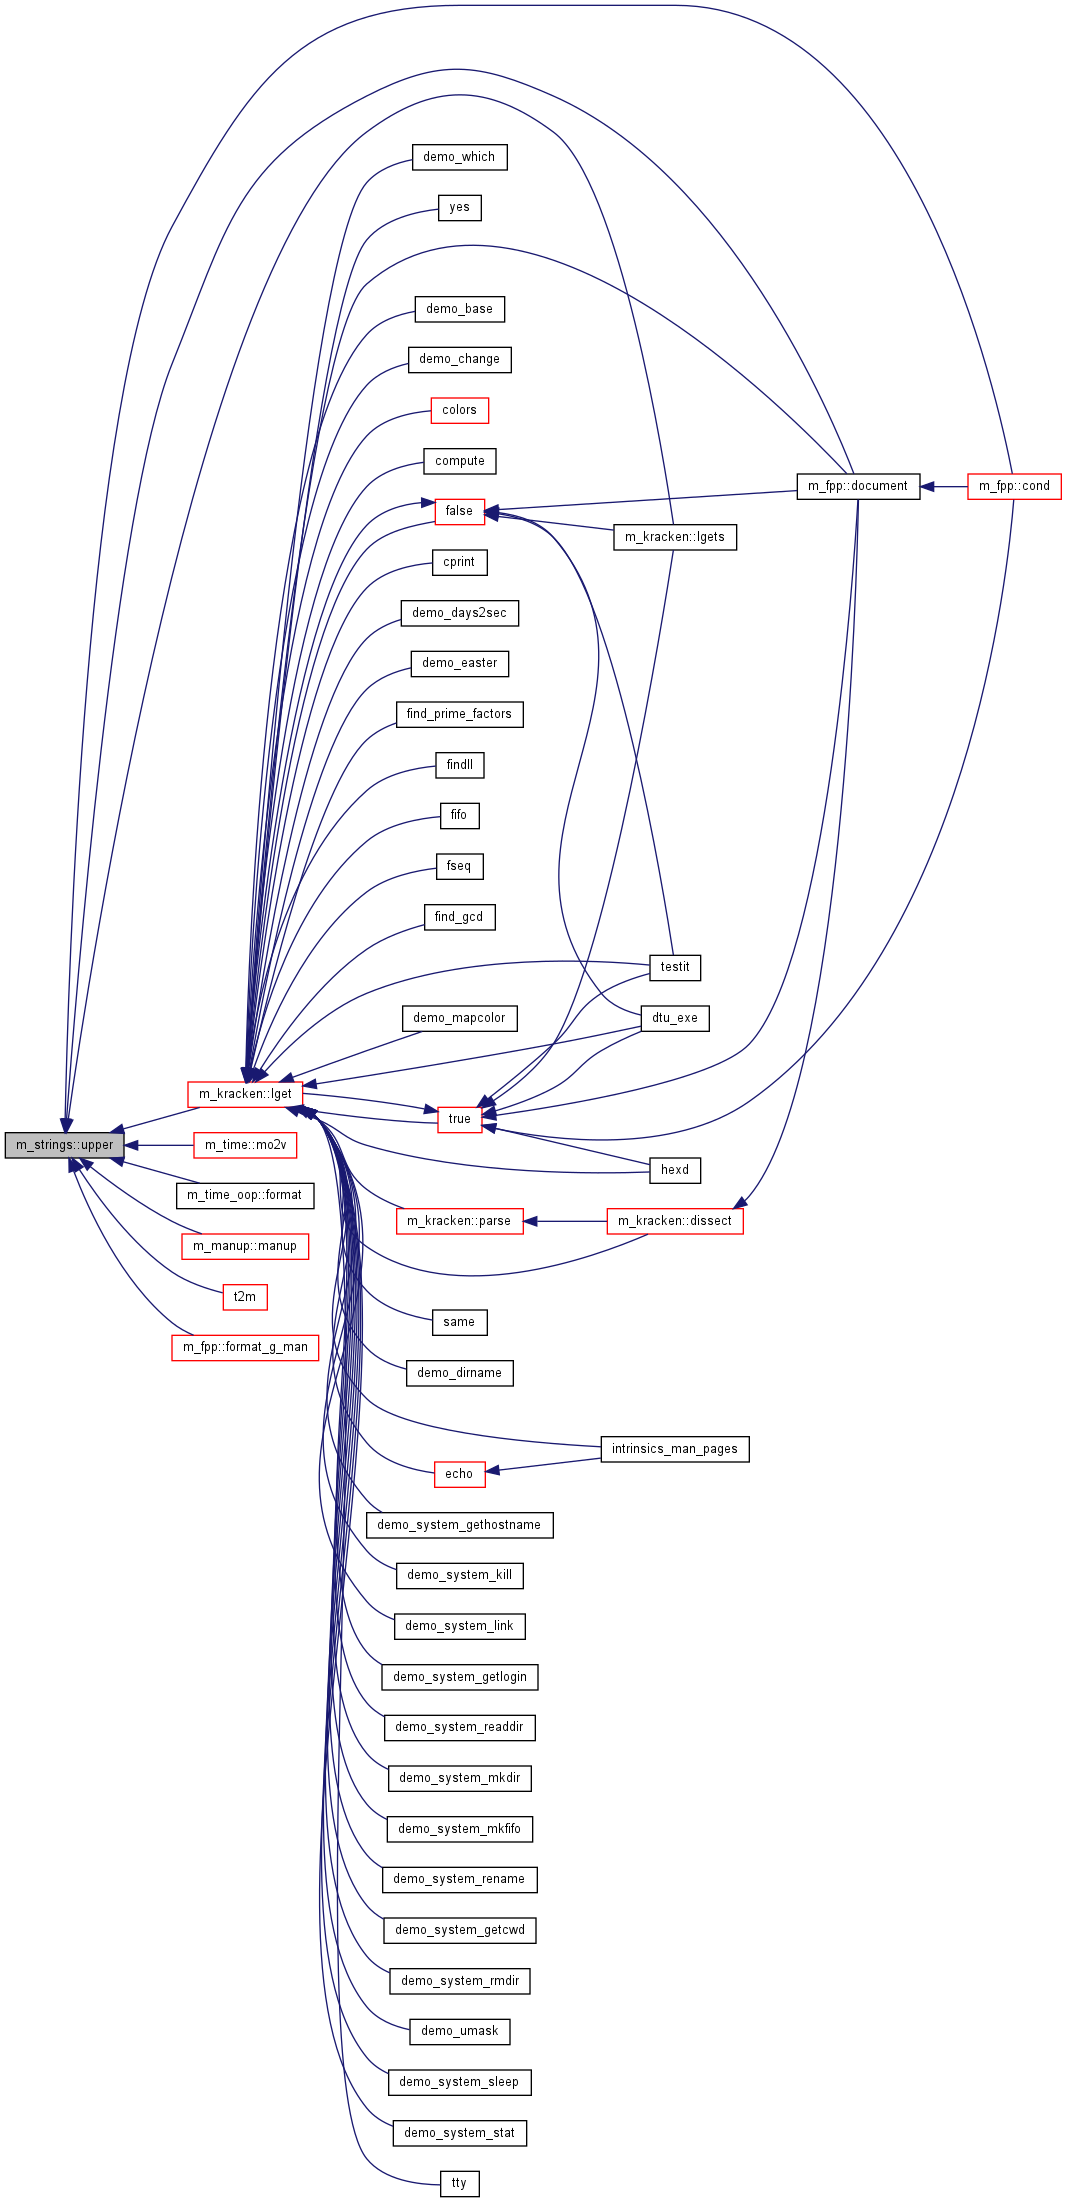 demo_which
yes
demo_base
demo_change
colors
compute
m_fpp::document
m_fpp::cond
false
m_kracken::lgets
cprint
demo_days2sec
demo_easter
find_prime_factors
findll
fifo
fseq
find_gcd
testit
demo_mapcolor
dtu_exe
m_kracken::lget
true
m_strings::upper
m_time::mo2v
hexd
m_time_oop::format
m_kracken::parse
m_kracken::dissect
m_manup::manup
t2m
same
m_fpp::format_g_man
demo_dirname
intrinsics_man_pages
echo
demo_system_gethostname
demo_system_kill
demo_system_link
demo_system_getlogin
demo_system_readdir
demo_system_mkdir
demo_system_mkfifo
demo_system_rename
demo_system_getcwd
demo_system_rmdir
demo_umask
demo_system_sleep
demo_system_stat
tty